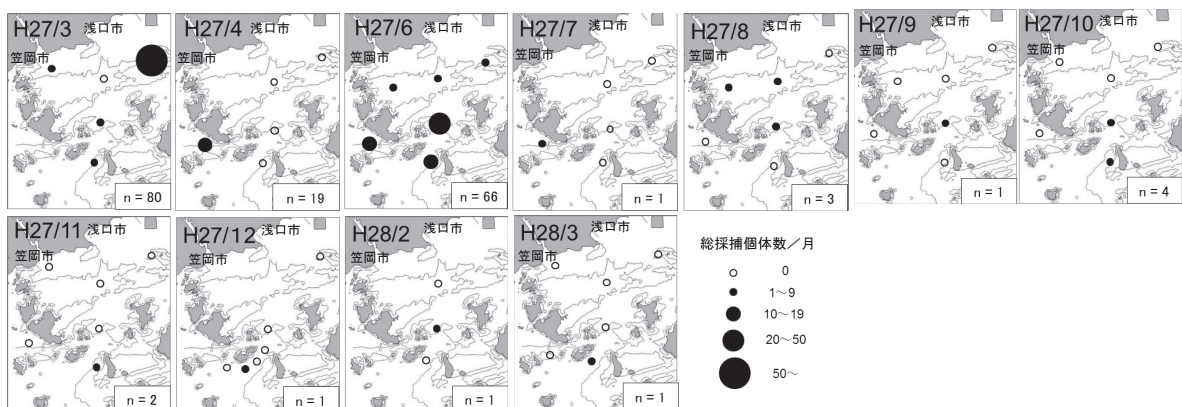 H27/3 浅口市
笠岡市
n = 80
H27/4 浅口市
笠岡市
n = 19
H27/6 浅口市
笠岡市
n = 66
H27/7 浅口市
笠岡市
n = 1
H27/8 浅口市
笠岡市
n = 3
H27/9 浅口市
笠岡市
n = 1
H27/10 浅口市
笠岡市
n = 4
H27/11 浅口市
笠岡市
n = 2
H27/12 浅口市
笠岡市
n = 1
H28/2 浅口市
笠岡市
n = 1
H28/3 浅口市
笠岡市
n = 1
総採捕個体数／月
0
1～9
10～19
20～50
50～